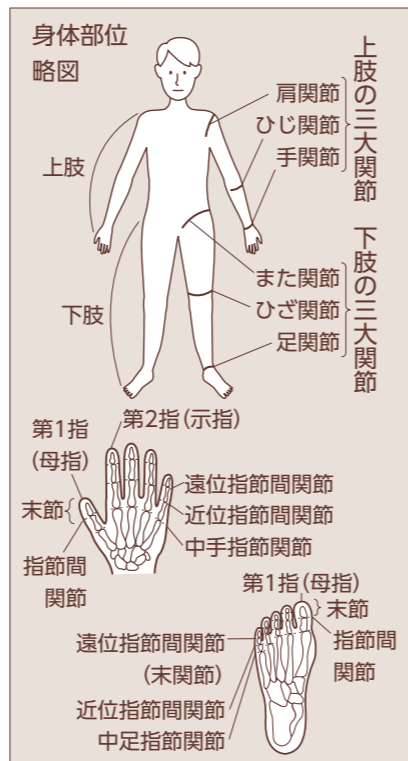 身体部位
略図
上肢の三大関節
肩関節
ひじ関節
手関節
上肢
下肢の三大関節
また関節
ひざ関節
足関節
下肢
第2指(示指)
第1指
(母指)
末節
指節間
関節
遠位指節間関節
近位指節間関節
中手指節関節
第1指(母指)
末節
指節間
関節
遠位指節間関節
(末関節)
近位指節間関節
中足指節関節